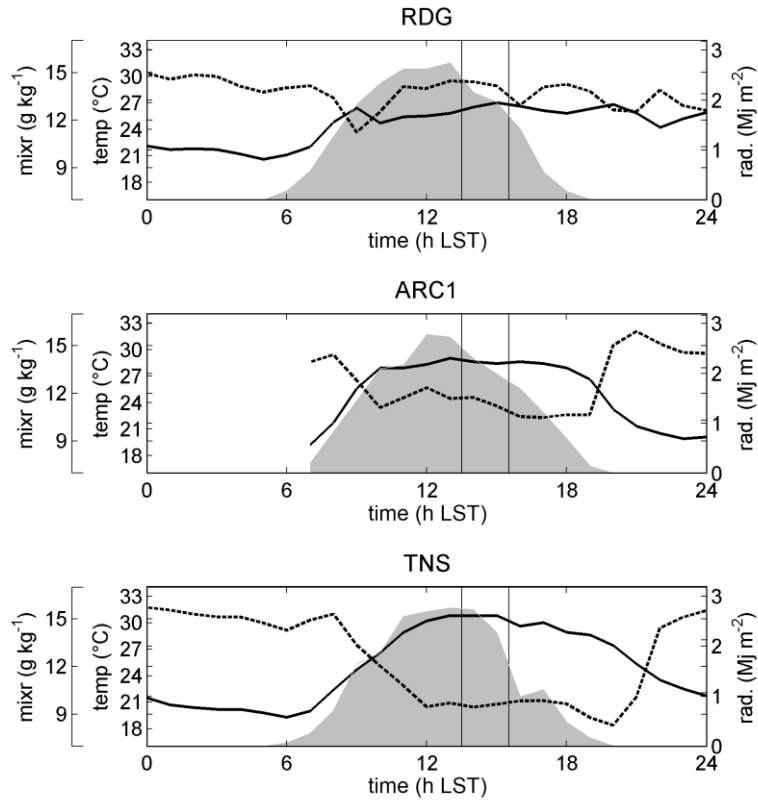 RDG
mixr (g kg-1)
15
12
9
temp (°C)
33
30
27
24
21
18
rad. (Mj m-2)
3
2
1
0
0 6 12 18 24
time (h LST)
ARC1
mixr (g kg-1)
15
12
9
temp (°C)
33
30
27
24
21
18
rad. (Mj m-2)
3
2
1
0
0 6 12 18 24
time (h LST)
TNS
mixr (g kg-1)
15
12
9
temp (°C)
33
30
27
24
21
18
rad. (Mj m-2)
3
2
1
0
0 6 12 18 24
time (h LST)